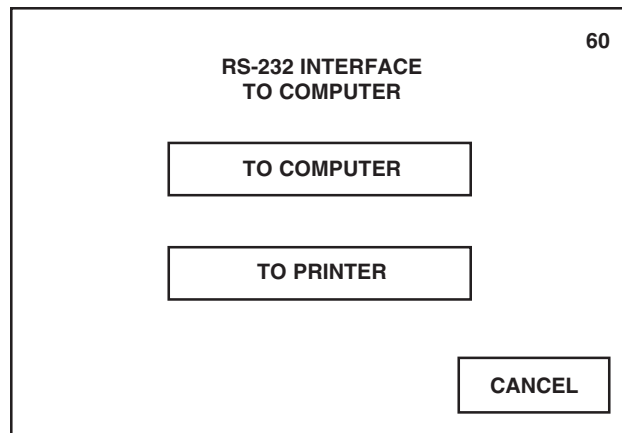 60
RS-232 INTERFACE
TO COMPUTER
TO COMPUTER
TO PRINTER
CANCEL